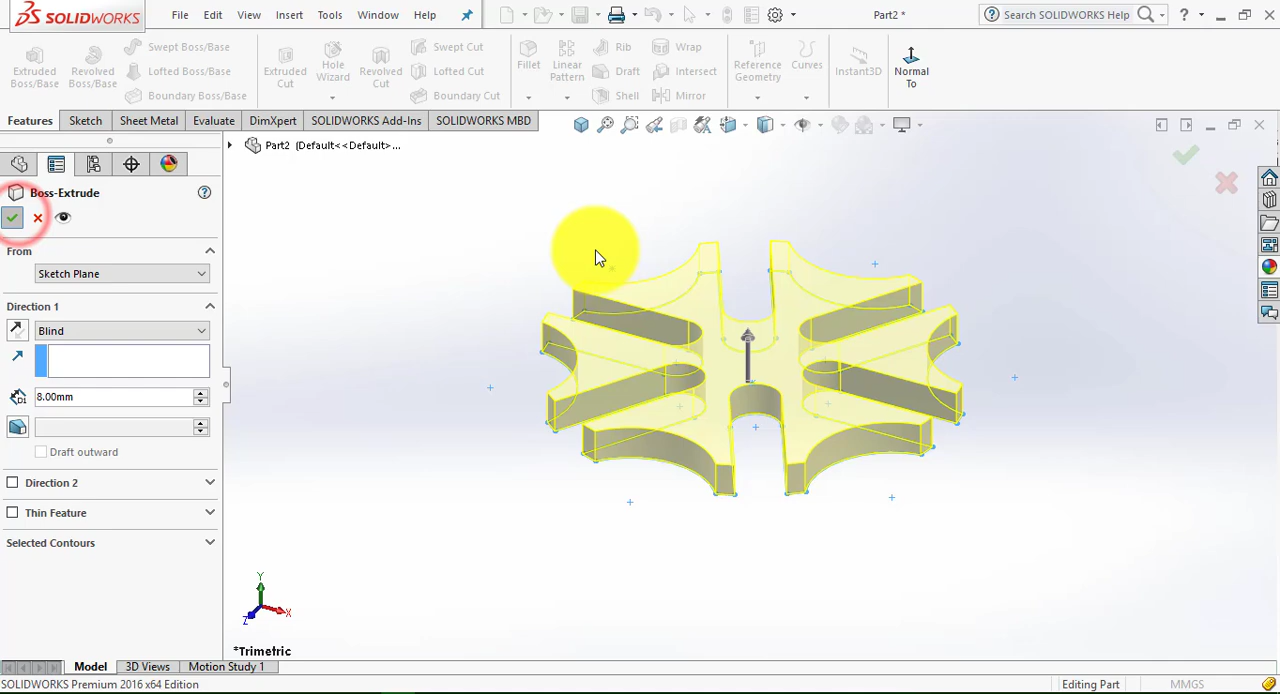 SOLIDWORKS File Edit View Insert Tools Window Help Part2 * Search SOLIDWORKS Help ?
Extruded Boss/Base
Revolved Boss/Base
Swept Boss/Base
Lofted Boss/Base
Boundary Boss/Base
Extruded Cut
Hole Wizard
Revolved Cut
Swept Cut
Lofted Cut
Boundary Cut
Fillet
Linear Pattern
Rib
Draft
Shell
Wrap
Intersect
Mirror
Reference Geometry
Curves
Instant3D
Normal To
Features Sketch Sheet Metal Evaluate DimXpert SOLIDWORKS Add-Ins SOLIDWORKS MBD
Part2 (Default<<Default>...
Boss-Extrude ?
From
Sketch Plane
Direction 1
Blind
D1 8.00mm
Draft outward
Direction 2
Thin Feature
Selected Contours
Y
X
Z
*Trimetric
Model 3D Views Motion Study 1
SOLIDWORKS Premium 2016 x64 Edition Editing Part MMGS